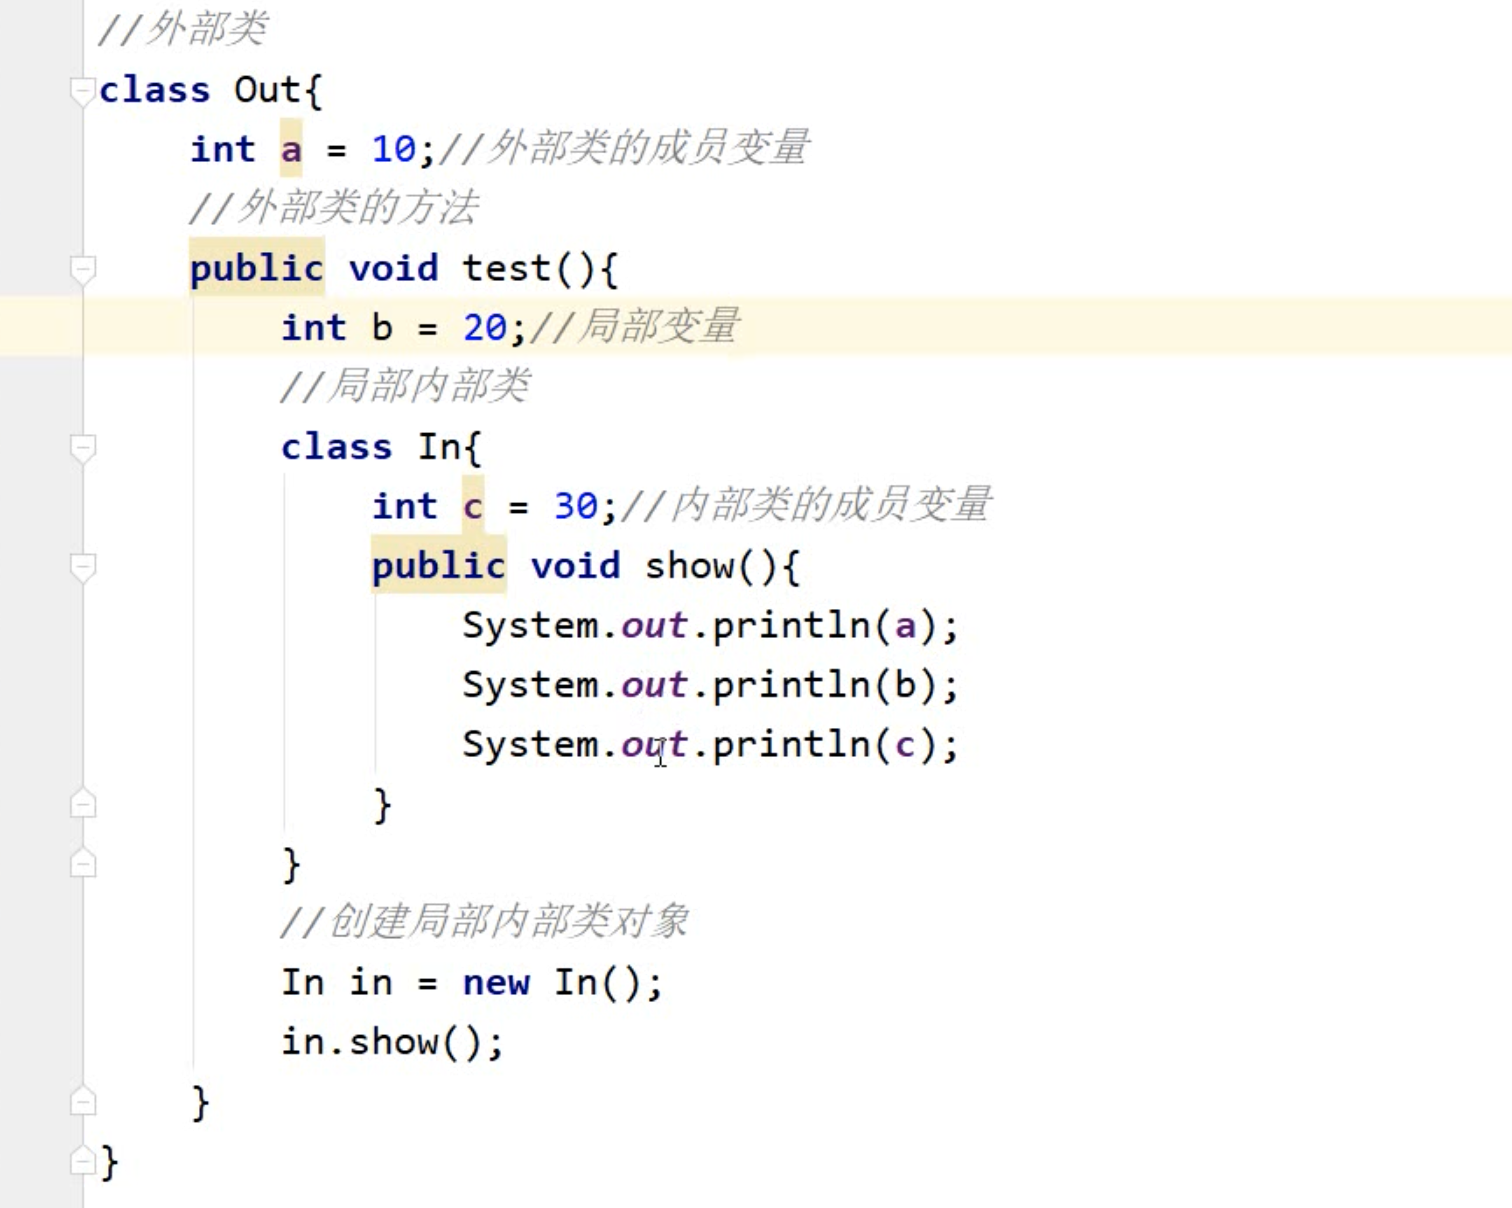 //外部类
class Out{
int a = 10;//外部类的成员变量
//外部类的方法
public void test(){
int b = 20;//局部变量
//局部内部类
class In{
int c = 30;//内部类的成员变量
public void show(){
System.out.println(a);
System.out.println(b);
System.out.println(c);
}
}
//创建局部内部类对象
In in = new In();
in.show();
}
}